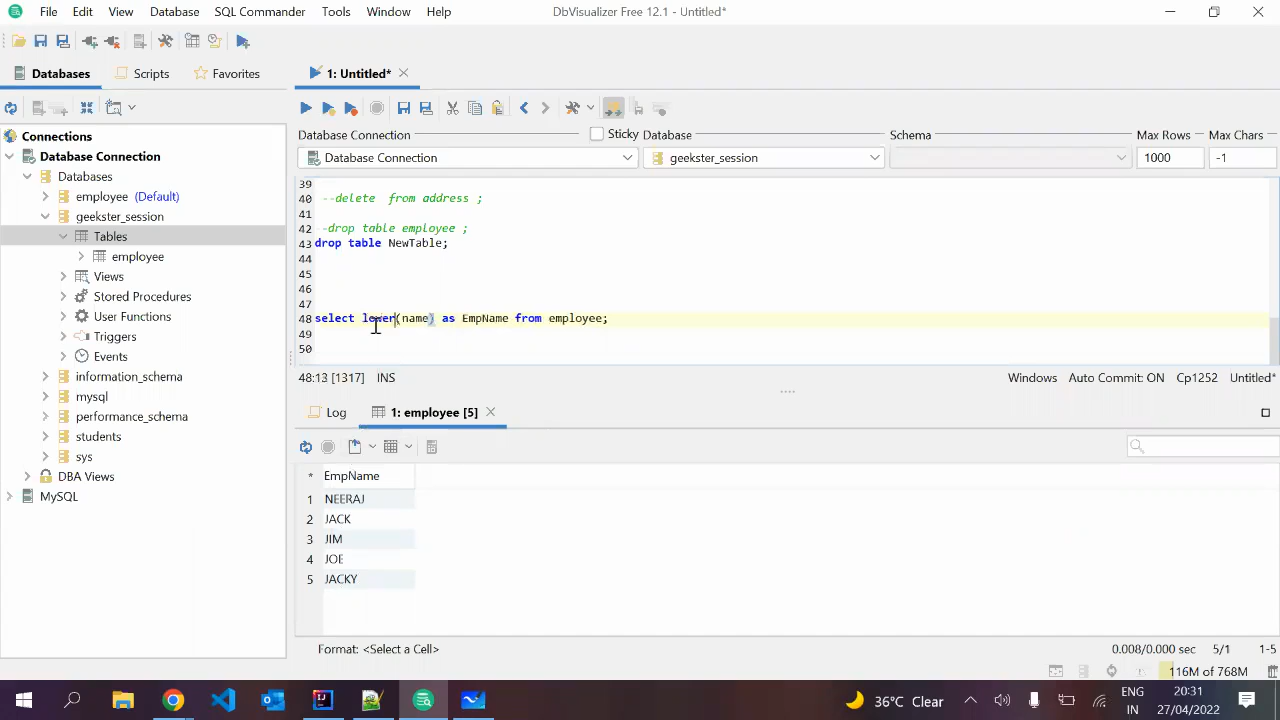 File Edit View Database SQL Commander Tools Window Help DbVisualizer Free 12.1 - Untitled*
Databases Scripts Favorites 1: Untitled*
Database Connection Sticky Database Schema Max Rows Max Chars
Database Connection geekster_session 1000 -1
Connections
Database Connection
Databases
employee (Default)
geekster_session
Tables
employee
Views
Stored Procedures
User Functions
Triggers
Events
information_schema
mysql
performance_schema
students
sys
DBA Views
MySQL
39
40 --delete from address ;
41
42 -drop table employee ;
43 drop table NewTable;
44
45
46
47
48 select lower(name) as EmpName from employee;
49
50
48:13 [1317] INS Windows Auto Commit: ON Cp1252 Untitled*
Log 1: employee [5]
* EmpName
1 NEERAJ
2 JACK
3 JIM
4 JOE
5 JACKY
Format: <Select a Cell> 0.008/0.000 sec 5/1 1-5
116M of 768M
36°C Clear ENG IN 20:31 27/04/2022